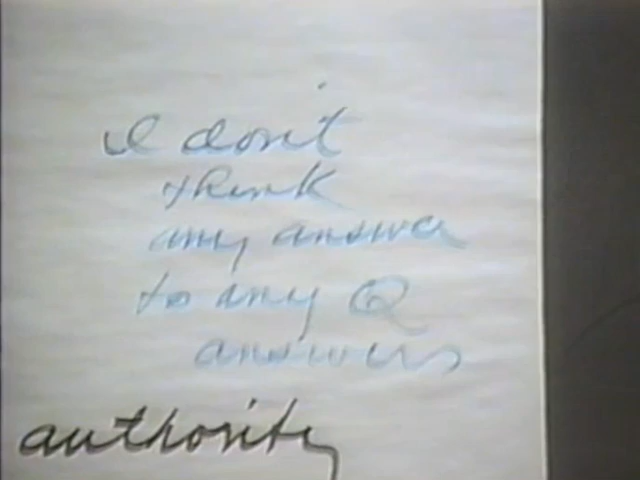 I don't
think
any answer
to any Q
answers
authority